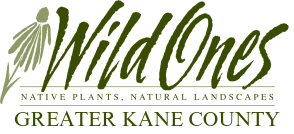 Wild Ones
NATIVE PLANTS, NATURAL LANDSCAPES
GREATER KANE COUNTY